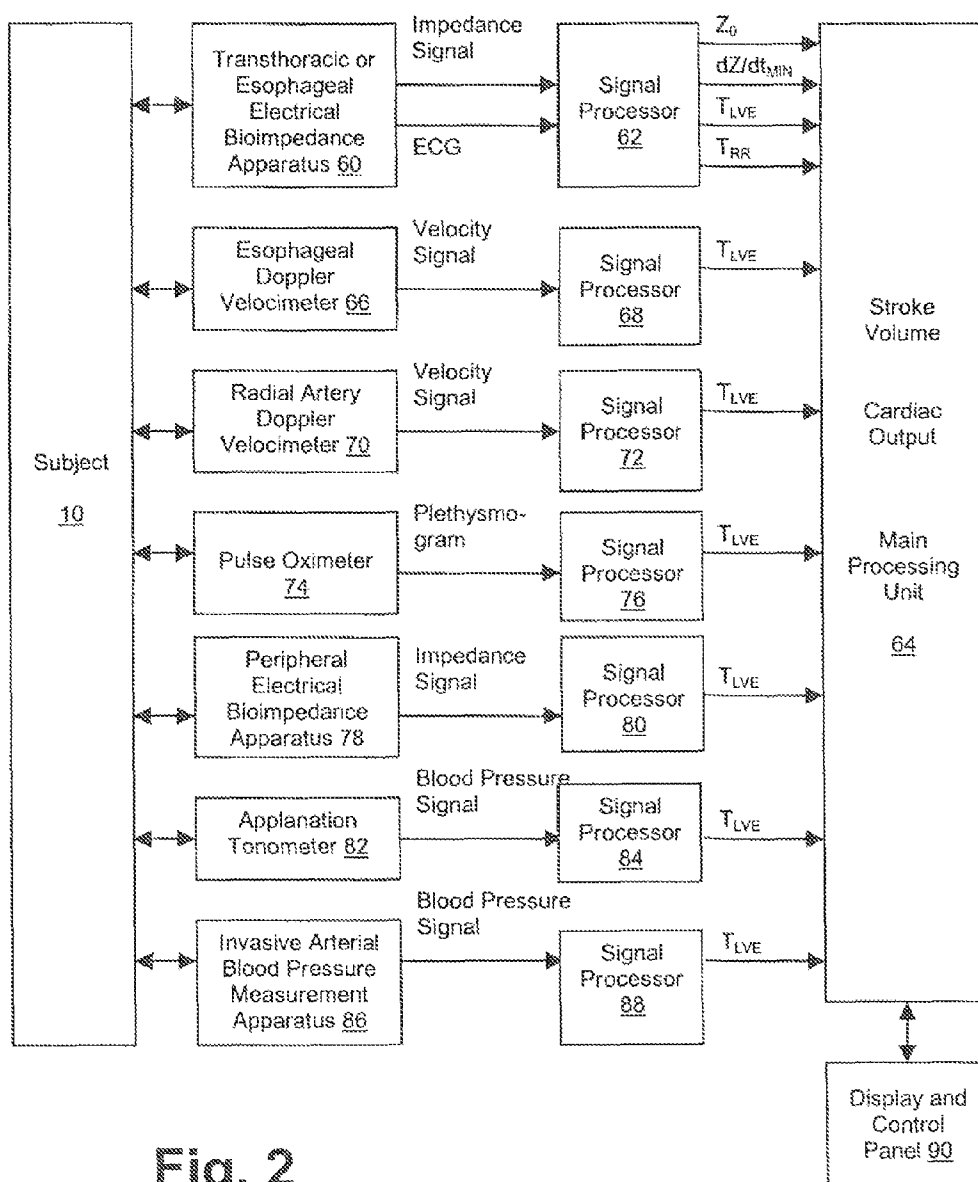 Subject
10
Transthoracic or
Esophageal
Electrical
Bioimpedance
Apparatus 60
Impedance
Signal
ECG
Signal
Processor
62
Z0
dZ/dtMIN
TLVE
TRR
Esophageal
Doppler
Velocimeter 66
Velocity
Signal
Signal
Processor
68
TLVE
Radial Artery
Doppler
Velocimeter 70
Velocity
Signal
Signal
Processor
72
TLVE
Pulse Oximeter
74
Plethysmo-
gram
Signal
Processor
76
TLVE
Peripheral
Electrical
Bioimpedance
Apparatus 78
Impedance
Signal
Signal
Processor
80
TLVE
Applanation
Tonometer 82
Blood Pressure
Signal
Signal
Processor
84
TLVE
Invasive Arterial
Blood Pressure
Measurement
Apparatus 86
Blood Pressure
Signal
Signal
Processor
88
TLVE
Stroke
Volume
Cardiac
Output
Main
Processing
Unit
64
Display and
Control
Panel 90
Fig. 2